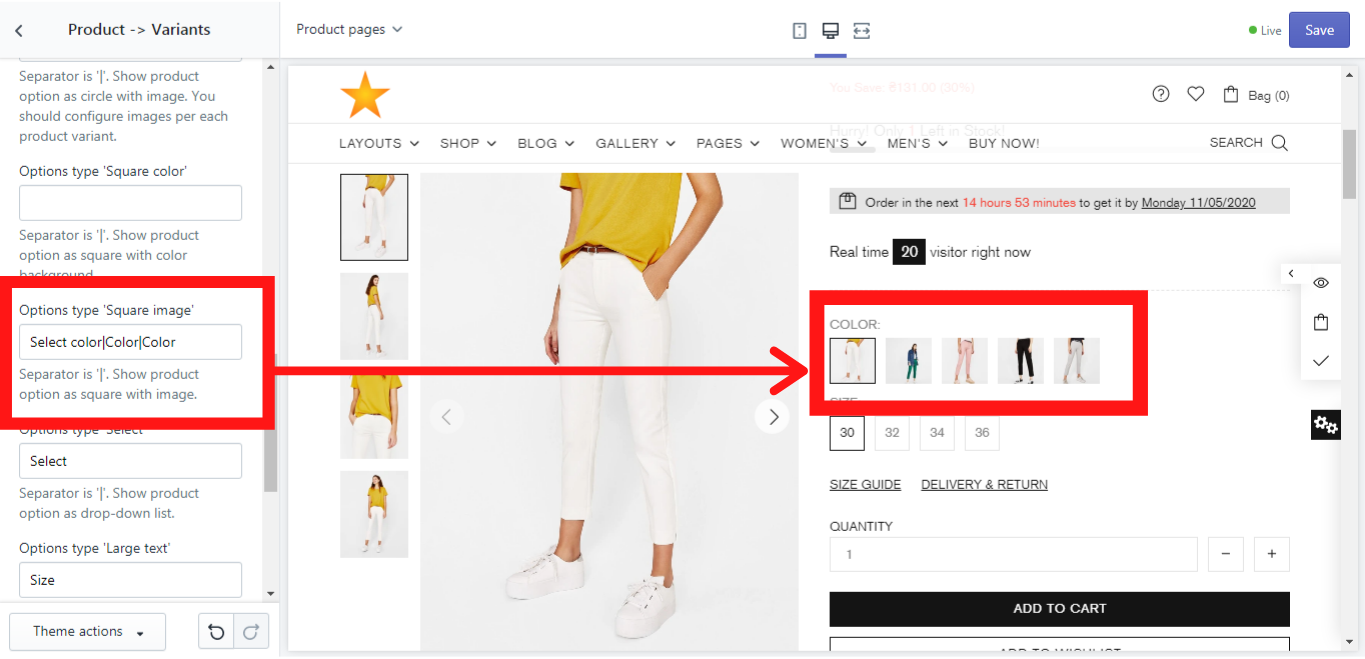 Product -> Variants
Product pages
Live
Save
Separator is '|'. Show product
option as circle with image. You
should configure images per each
product variant.
Options type 'Square color'
Separator is '|'. Show product
option as square with color
background.
Options type 'Square image'
Select color|Color|Color
Separator is '|'. Show product
option as square with image.
Options type 'Select'
Select
Separator is '|'. Show product
option as drop-down list.
Options type 'Large text'
Size
Theme actions
You Save: ₴131.00 (30%)
Bag (0)
Hurry! Only 1 Left in Stock!
LAYOUTS SHOP BLOG GALLERY PAGES WOMEN'S MEN'S BUY NOW! SEARCH
Order in the next 14 hours 53 minutes to get it by Monday 11/05/2020
Real time 20 visitor right now
COLOR:
SIZE
30 32 34 36
SIZE GUIDE DELIVERY & RETURN
QUANTITY
1
− +
ADD TO CART
ADD TO WISHLIST